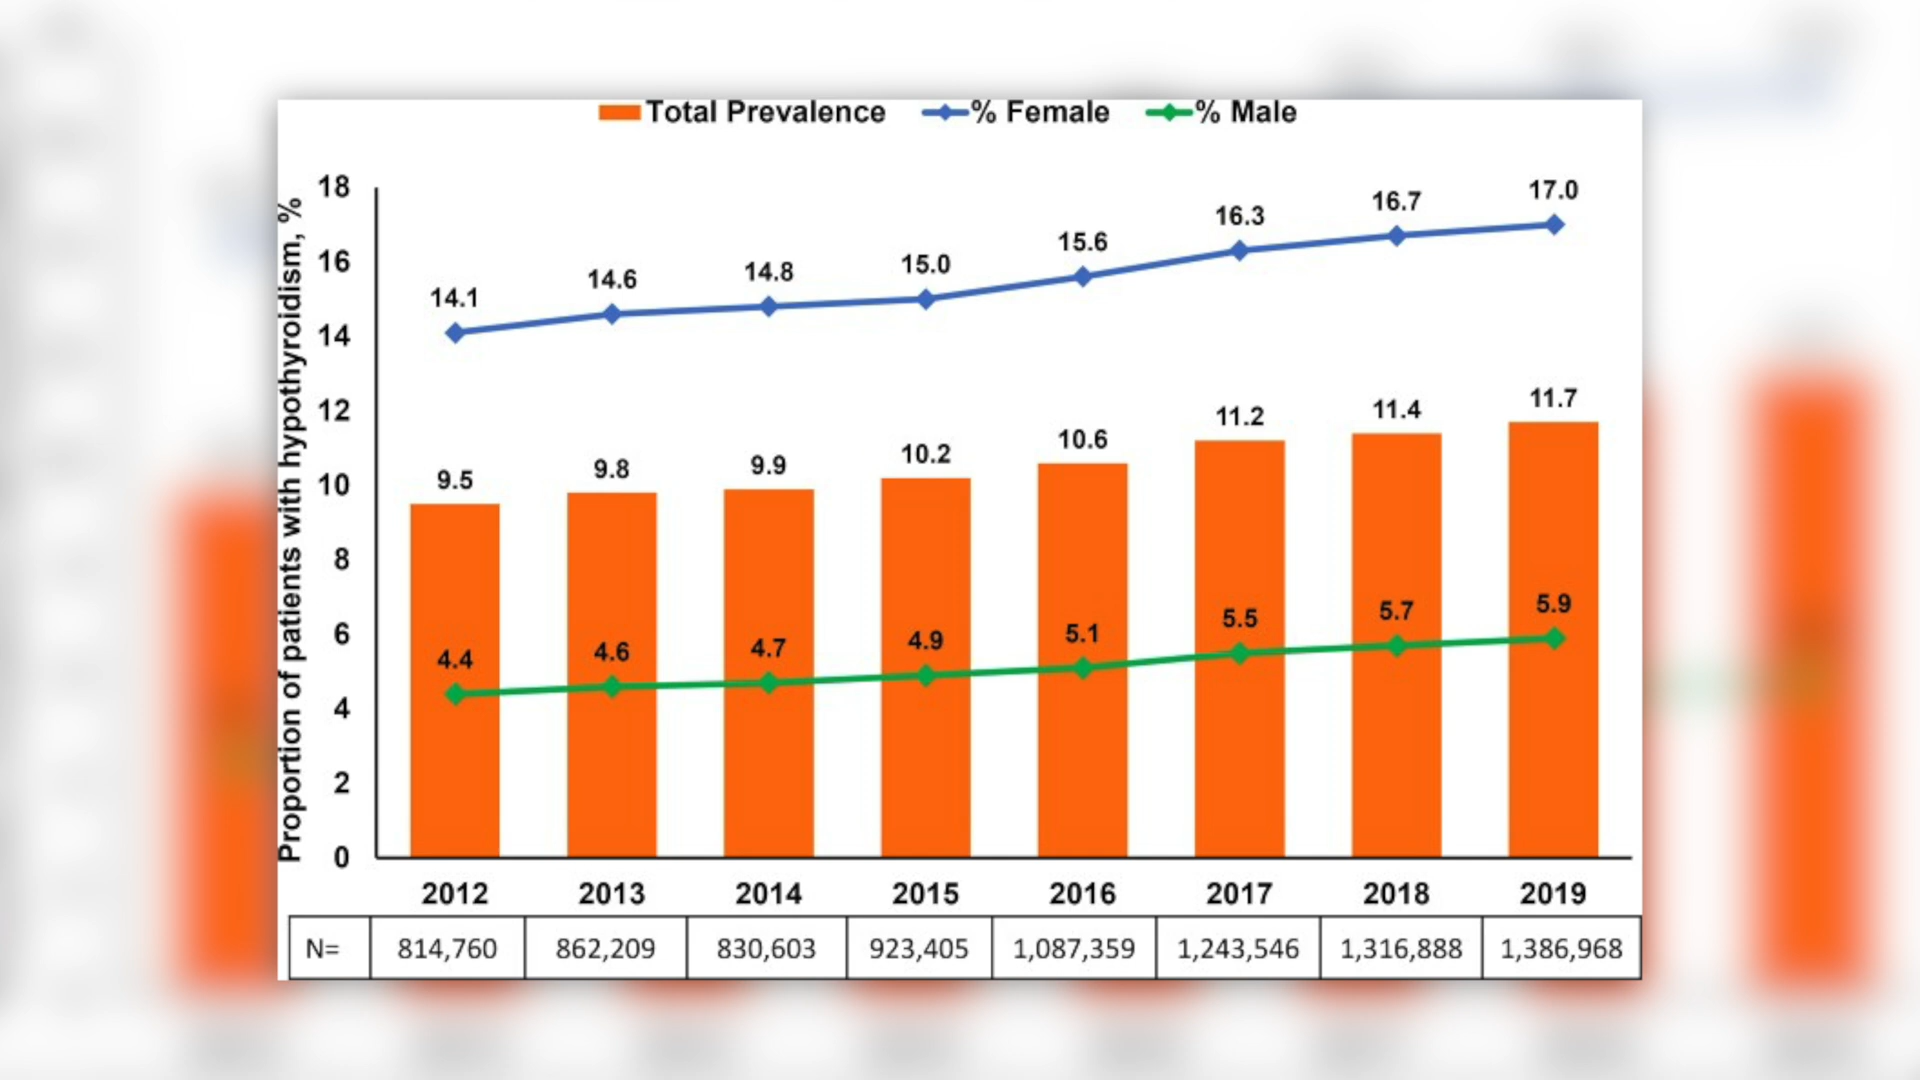 Total Prevalence % Female % Male
Proportion of patients with hypothyroidism, %
18
16
14
12
10
8
6
4
2
0
14.1 14.6 14.8 15.0 15.6 16.3 16.7 17.0
9.5 9.8 9.9 10.2 10.6 11.2 11.4 11.7
4.4 4.6 4.7 4.9 5.1 5.5 5.7 5.9
2012 2013 2014 2015 2016 2017 2018 2019
N= 814,760 862,209 830,603 923,405 1,087,359 1,243,546 1,316,888 1,386,968